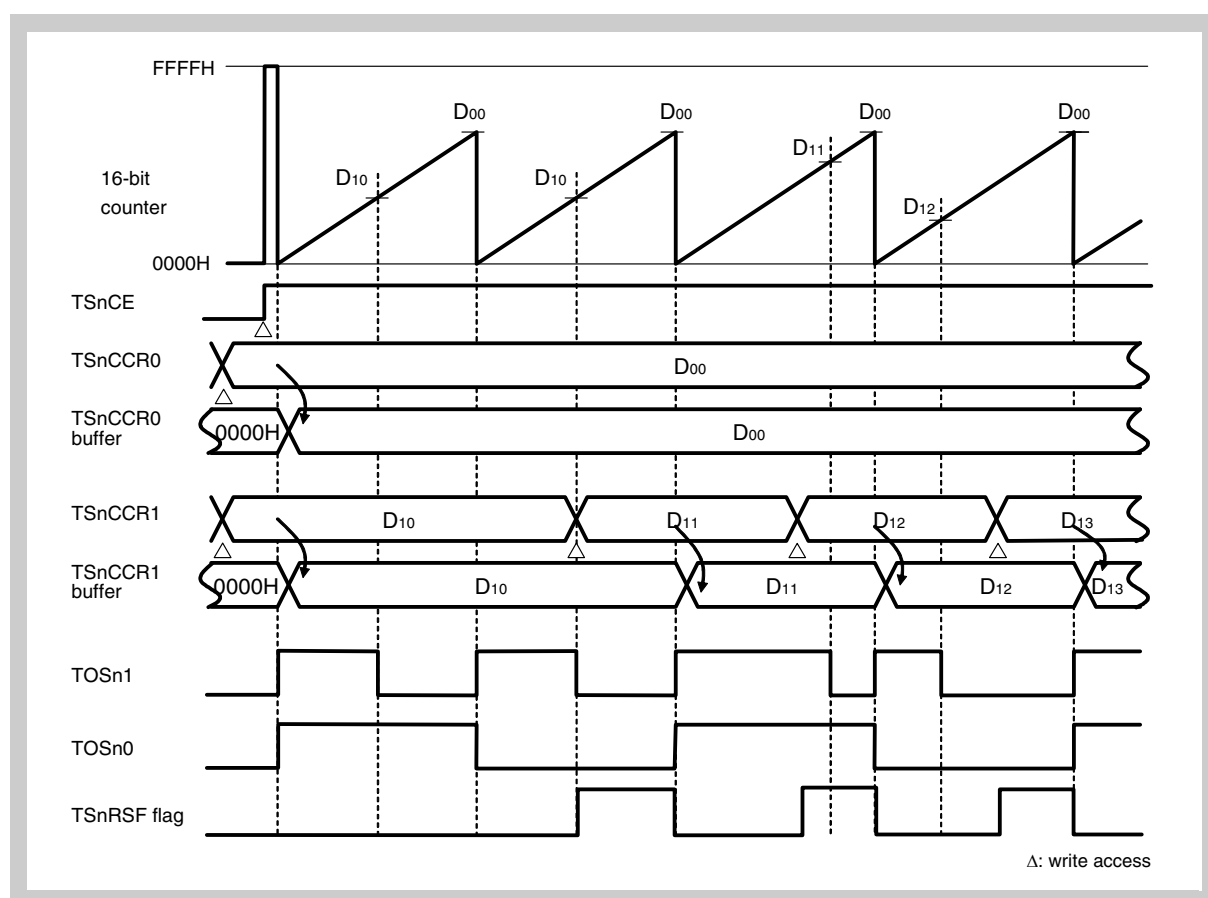 FFFFH
D00 D00 D00 D00
D11
D10 D10
16-bit
counter
D12
0000H
TSnCE
Δ
TSnCCR0
D00
Δ
TSnCCR0
buffer
0000H D00
TSnCCR1
D10 D11 D12 D13
Δ Δ Δ Δ
TSnCCR1
buffer
0000H D10 D11 D12 D13
TOSn1
TOSn0
TSnRSF flag
Δ: write access